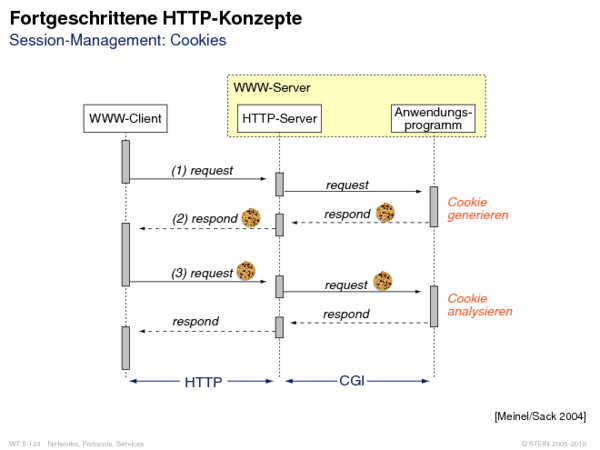 Fortgeschrittene HTTP-Konzepte
Session-Management: Cookies
WWW-Server
WWW-Client
HTTP-Server
Anwendungs-
programm
(1) request
request
Cookie
generieren
(2) respond
respond
(3) request
request
Cookie
analysieren
respond
respond
HTTP
CGI
[Meinel/Sack 2004]
WT:II-123 Networks, Protocols, Services
© STEIN 2005-2018